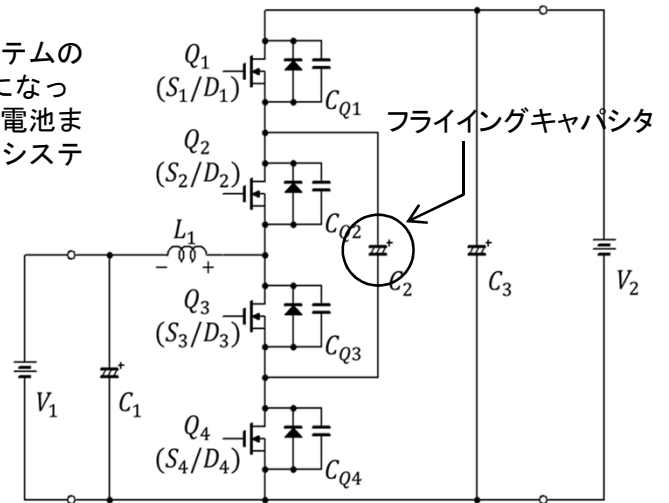 テムの
になっ
電池ま
システ
Q1
(S1/D1)
CQ1
フライイングキャパシタ
Q2
(S2/D2)
CQ2
L1
− +
C2
C3
V2
Q3
(S3/D3)
CQ3
V1
C1
Q4
(S4/D4)
CQ4